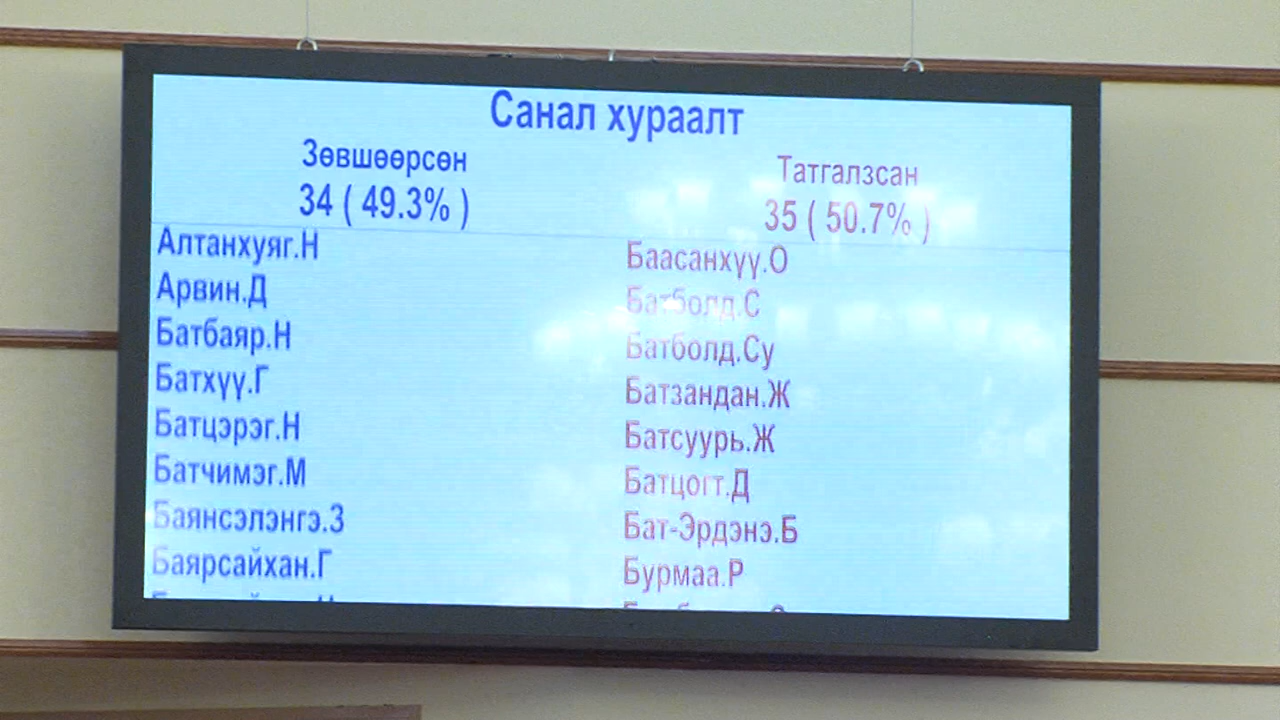 Санал хураалт
Зөвшөөрсөн
34 ( 49.3% )
Татгалзсан
35 ( 50.7% )
Алтанхуяг.Н
Арвин.Д
Батбаяр.Н
Батхүү.Г
Батцэрэг.Н
Батчимэг.М
Баянсэлэнгэ.З
Баярсайхан.Г
Баасанхүү.О
Батболд.С
Батболд.Су
Батзандан.Ж
Батсуурь.Ж
Батцогт.Д
Бат-Эрдэнэ.Б
Бурмаа.Р